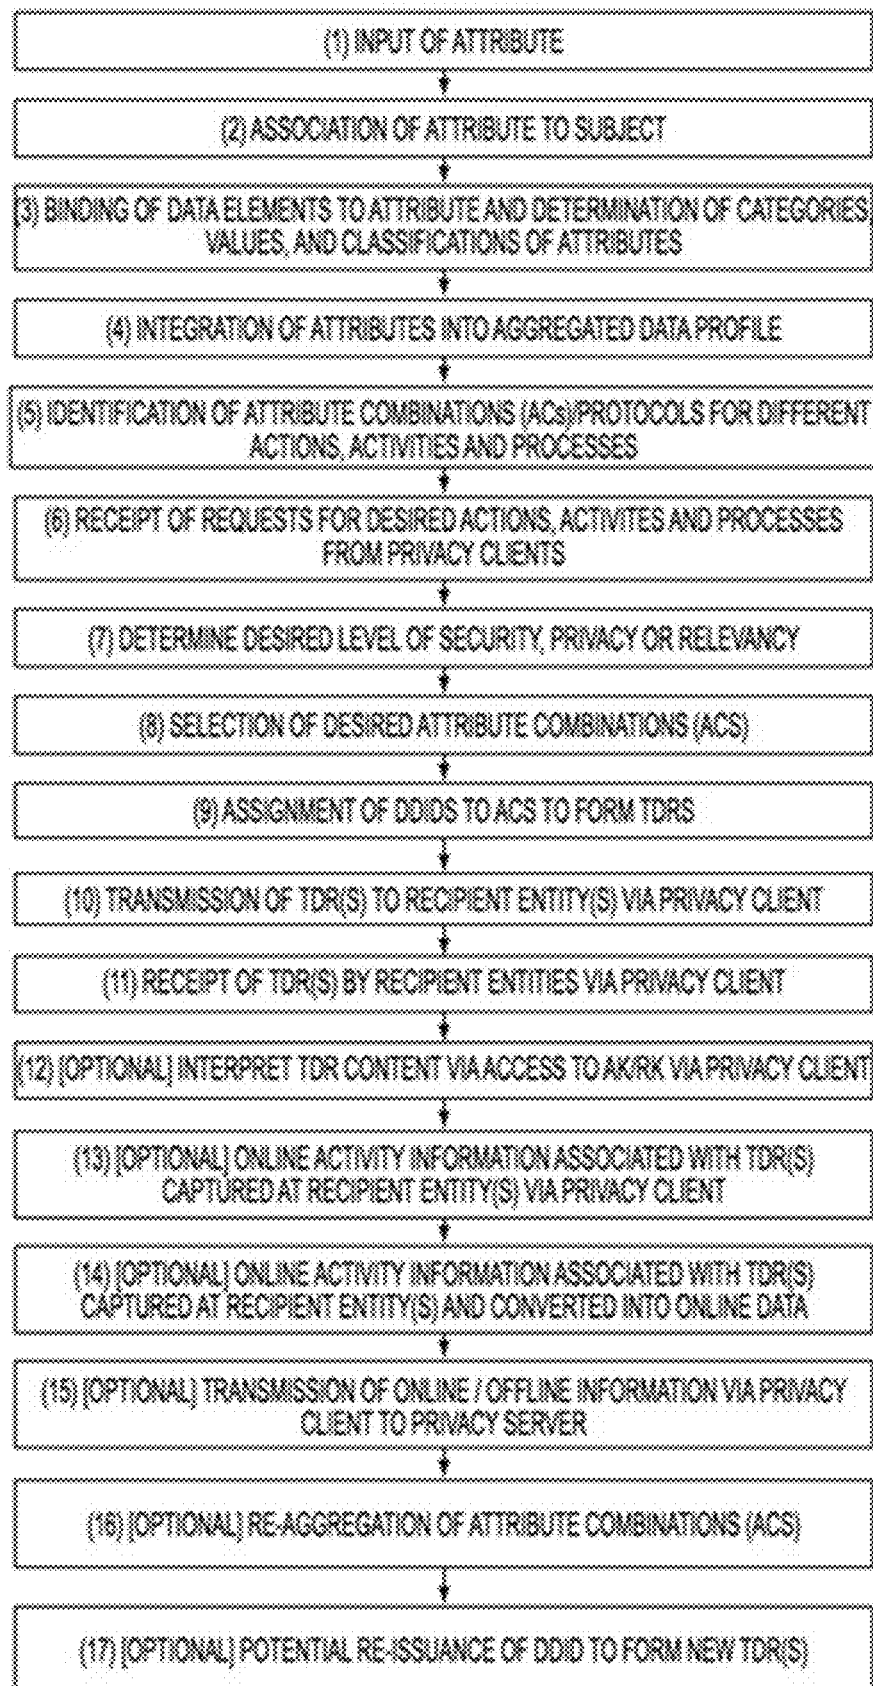 (1) INPUT OF ATTRIBUTE
(2) ASSOCIATION OF ATTRIBUTE TO SUBJECT
(3) BINDING OF DATA ELEMENTS TO ATTRIBUTE AND DETERMINATION OF CATEGORIES,
VALUES, AND CLASSIFICATIONS OF ATTRIBUTES
(4) INTEGRATION OF ATTRIBUTES INTO AGGREGATED DATA PROFILE
(5) IDENTIFICATION OF ATTRIBUTE COMBINATIONS (ACs)/PROTOCOLS FOR DIFFERENT
ACTIONS, ACTIVITIES AND PROCESSES
(6) RECEIPT OF REQUESTS FOR DESIRED ACTIONS, ACTIVITES AND PROCESSES
FROM PRIVACY CLIENTS
(7) DETERMINE DESIRED LEVEL OF SECURITY, PRIVACY OR RELEVANCY
(8) SELECTION OF DESIRED ATTRIBUTE COMBINATIONS (ACS)
(9) ASSIGNMENT OF DDIDS TO ACS TO FORM TDRS
(10) TRANSMISSION OF TDR(S) TO RECIPIENT ENTITY(S) VIA PRIVACY CLIENT
(11) RECEIPT OF TDR(S) BY RECIPIENT ENTITIES VIA PRIVACY CLIENT
(12) [OPTIONAL] INTERPRET TDR CONTENT VIA ACCESS TO AK/RK VIA PRIVACY CLIENT
(13) [OPTIONAL] ONLINE ACTIVITY INFORMATION ASSOCIATED WITH TDR(S)
CAPTURED AT RECIPIENT ENTITY(S) VIA PRIVACY CLIENT
(14) [OPTIONAL] ONLINE ACTIVITY INFORMATION ASSOCIATED WITH TDR(S)
CAPTURED AT RECIPIENT ENTITY(S) AND CONVERTED INTO ONLINE DATA
(15) [OPTIONAL] TRANSMISSION OF ONLINE / OFFLINE INFORMATION VIA PRIVACY
CLIENT TO PRIVACY SERVER
(16) [OPTIONAL] RE-AGGREGATION OF ATTRIBUTE COMBINATIONS (ACS)
(17) [OPTIONAL] POTENTIAL RE-ISSUANCE OF DDID TO FORM NEW TDR(S)